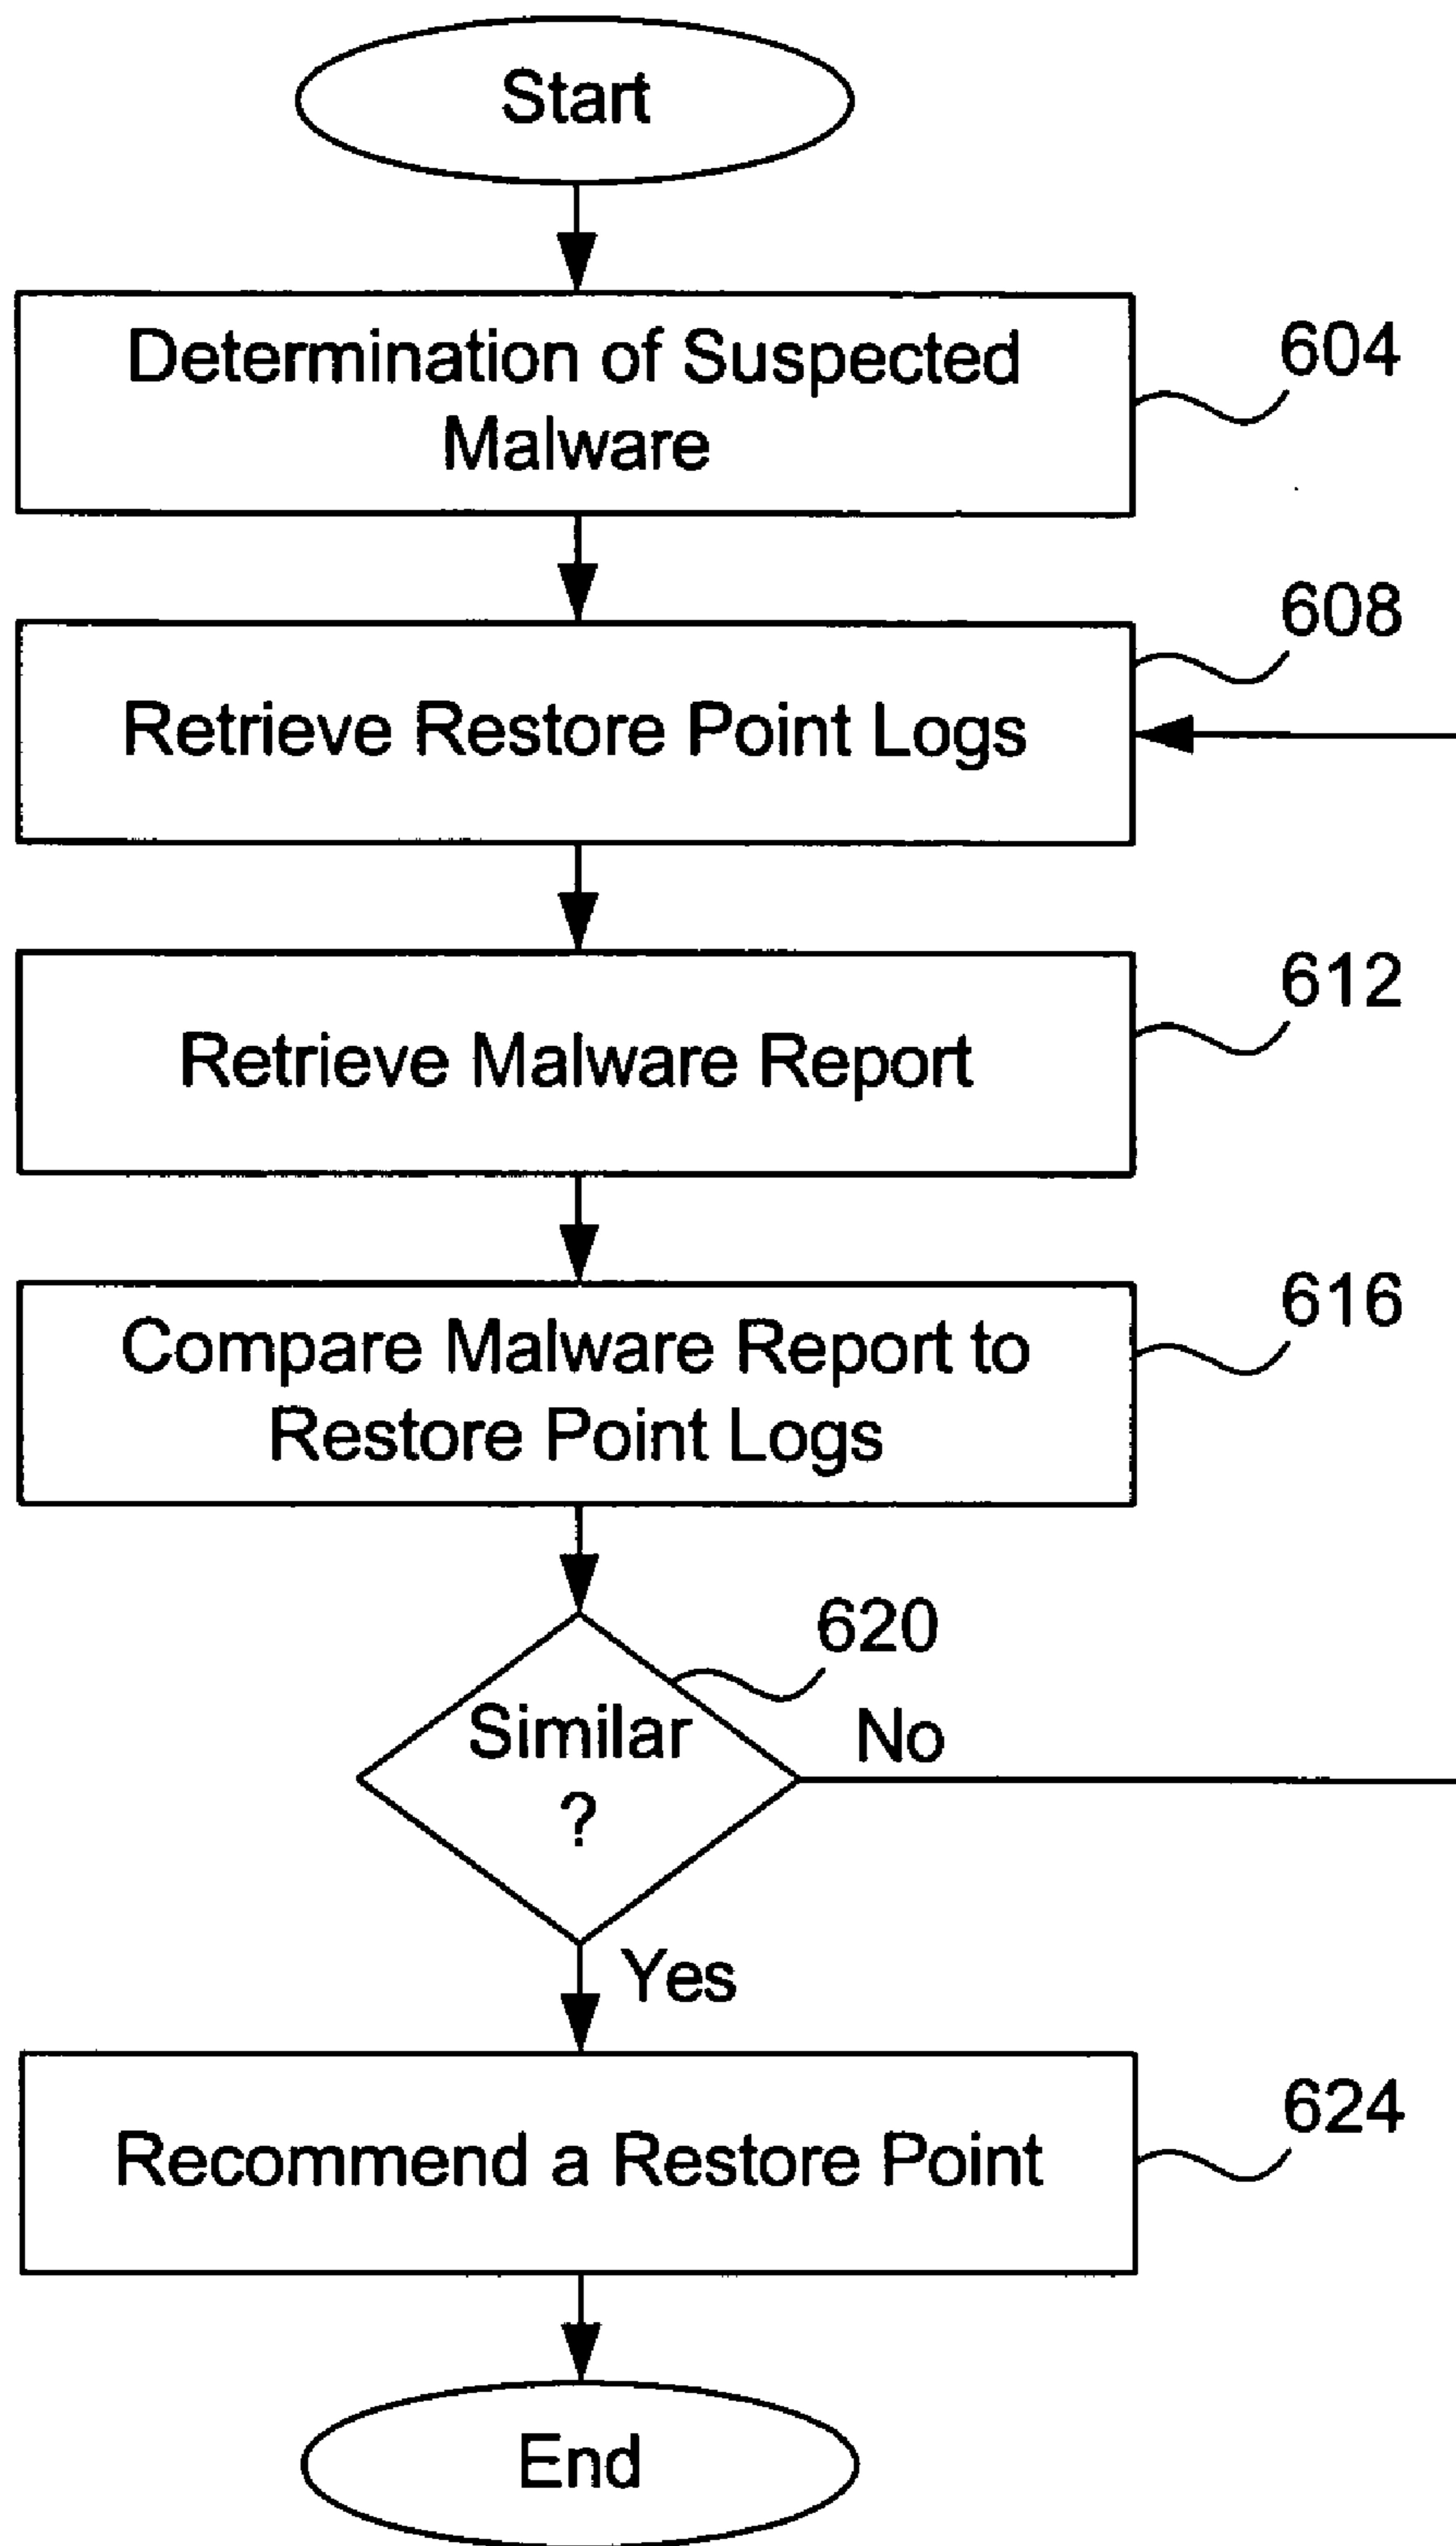 Start
Determination of Suspected
Malware
604
Retrieve Restore Point Logs
608
Retrieve Malware Report
612
Compare Malware Report to
Restore Point Logs
616
Similar
?
620
No
Yes
Recommend a Restore Point
624
End